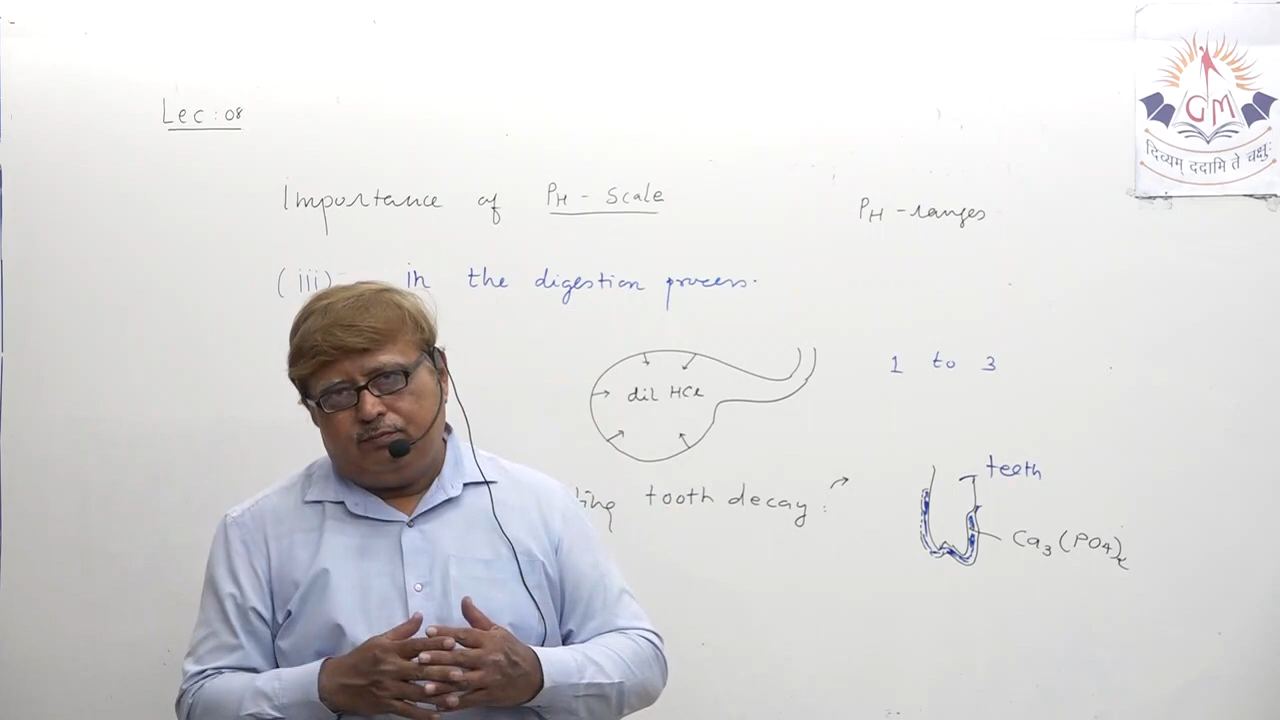 Lec : 08
GM
दिव्यम् ददामि ते चक्षुः
Importance of PH - Scale
PH - ranges
(iii) in the digestion process.
dil HCl
1 to 3
teeth
tooth decay :
Ca3(PO4)2